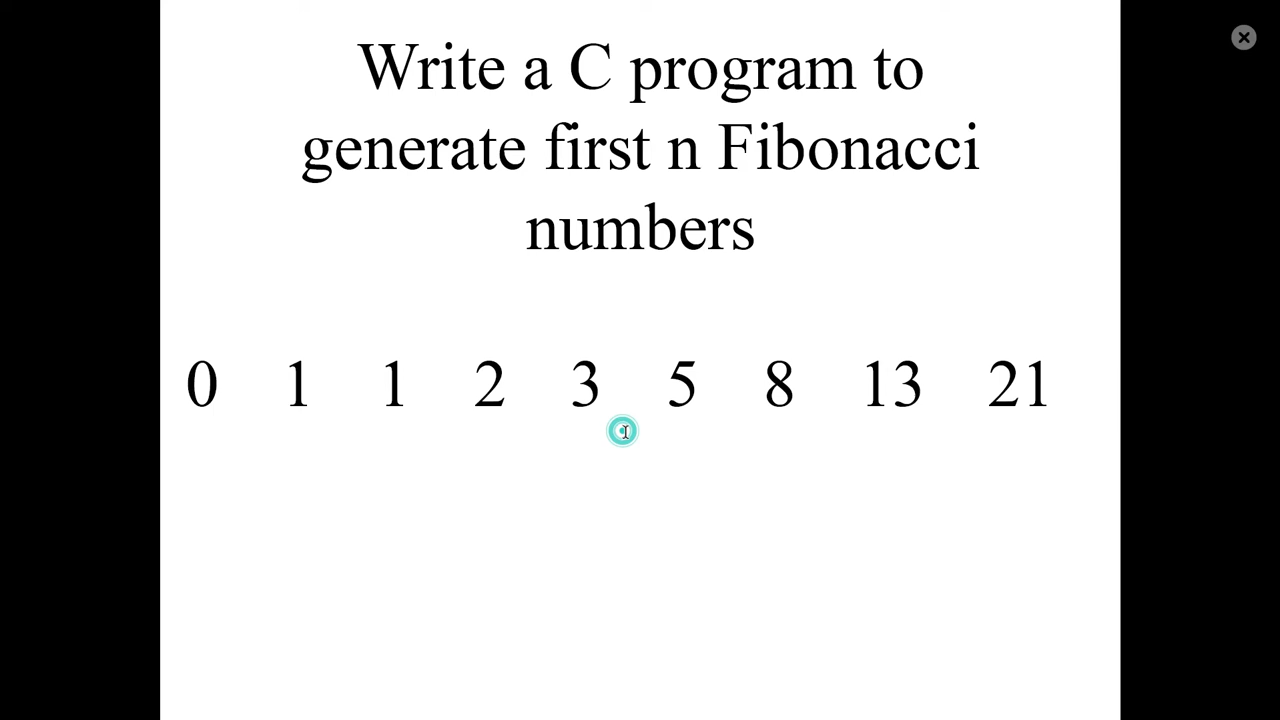 Write a C program to
generate first n Fibonacci
numbers
0 1 1 2 3 5 8 13 21